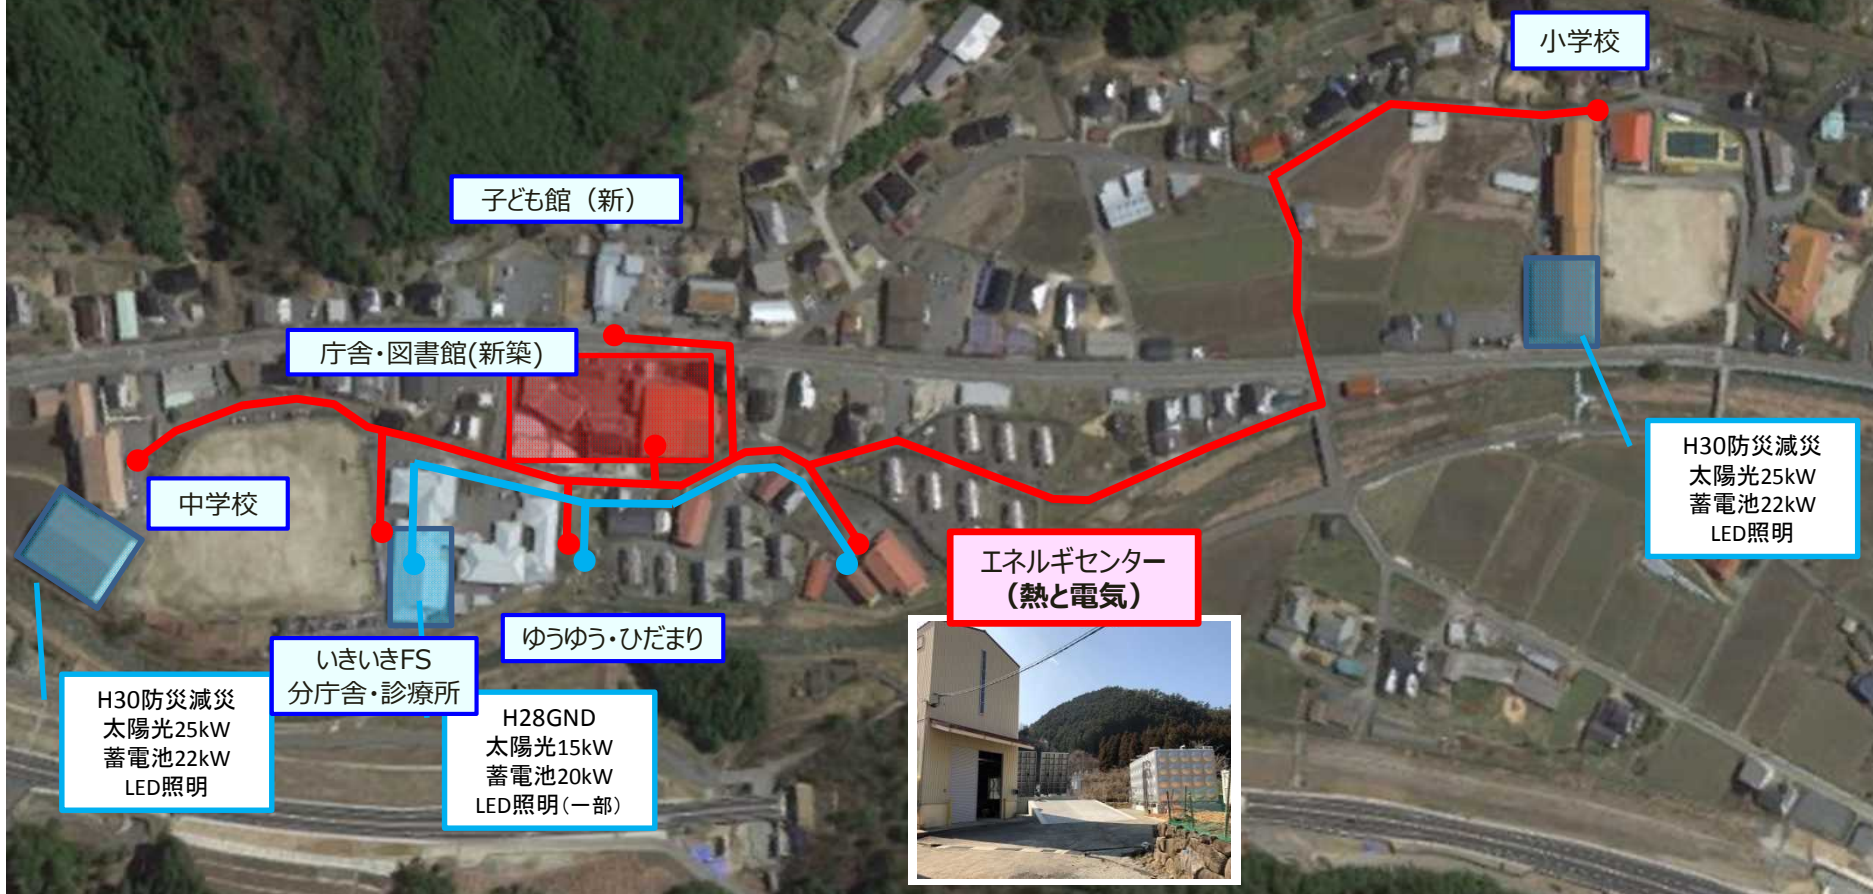 小学校
子ども館（新）
庁舎・図書館(新築)
中学校
H30防災減災
太陽光25kW
蓄電池22kW
LED照明
エネルギセンター
（熱と電気）
ゆうゆう・ひだまり
いきいきFS
分庁舎・診療所
H30防災減災
太陽光25kW
蓄電池22kW
LED照明
H28GND
太陽光15kW
蓄電池20kW
LED照明（一部）